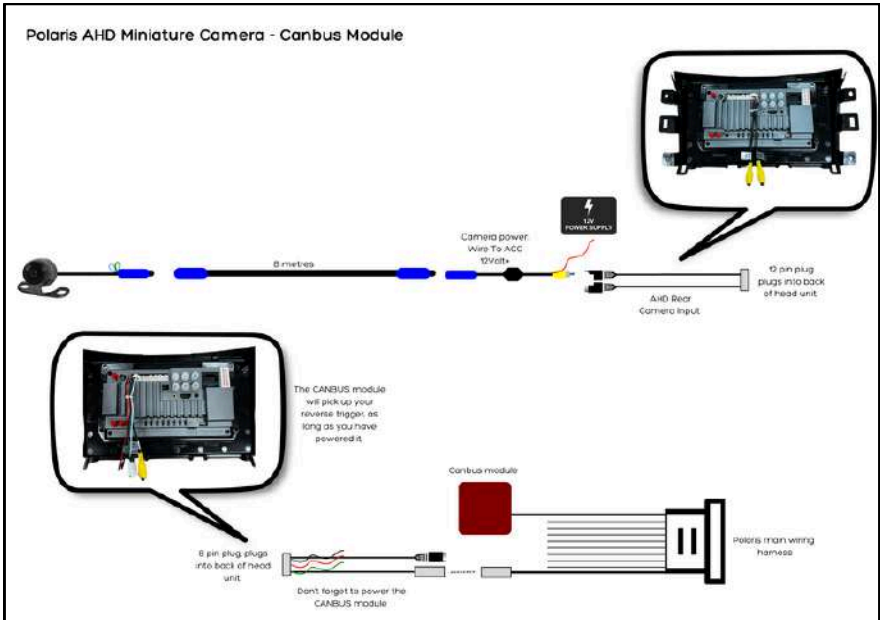 Polaris AHD Miniature Camera - Canbus Module
12V
POWER SUPPLY
Camera power.
Wire To ACC
12Volt+
8 metres
12 pin plug
plugs into back
of head unit
AHD Rear
Camera Input
The CANBUS module
will pick up your
reverse trigger, as
long as you have
powered it
Canbus module
8 pin plug, plugs
into back of head
unit
Don't forget to power the
CANBUS module
Polaris main wiring
harness